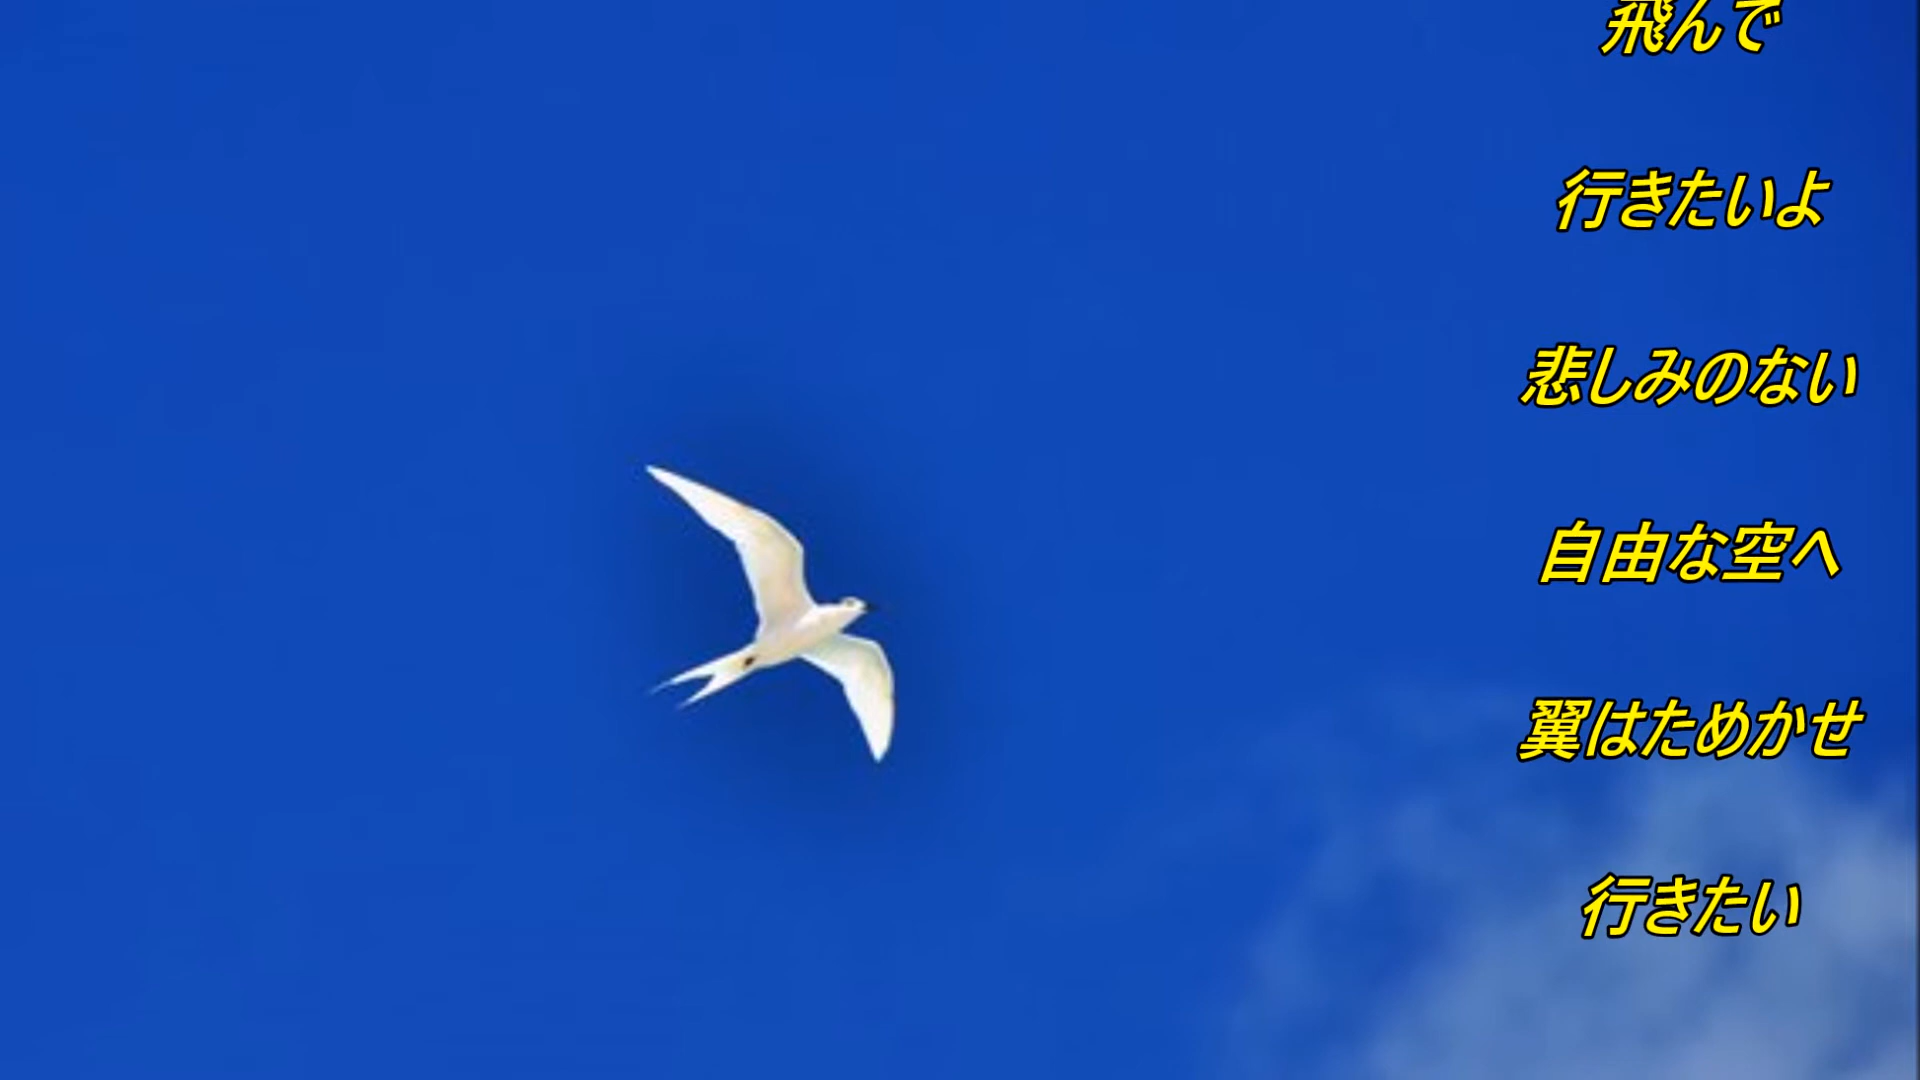 飛んで
行きたいよ
悲しみのない
自由な空へ
翼はためかせ
行きたい